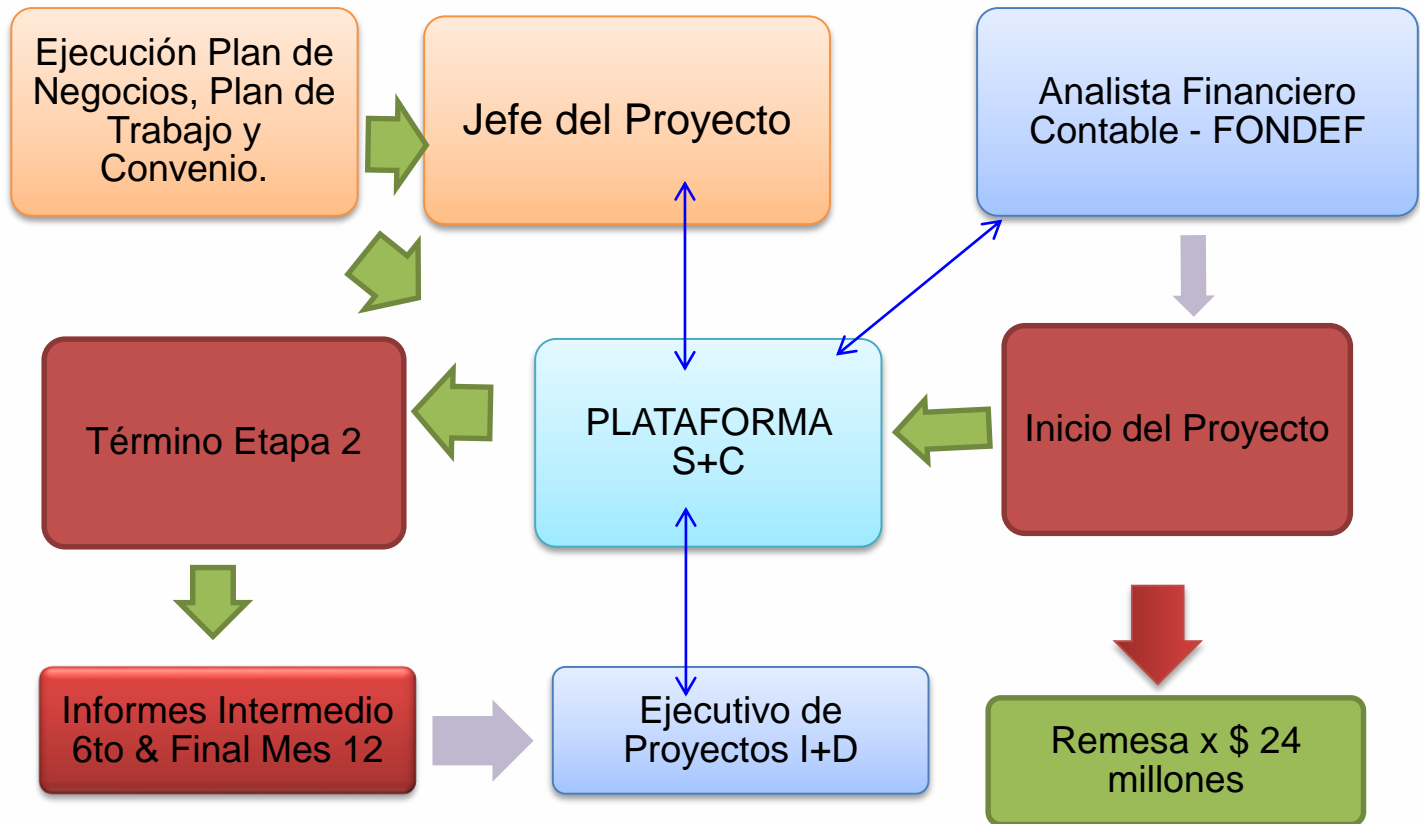 Ejecución Plan de
Negocios, Plan de
Trabajo y
Convenio.
Jefe del Proyecto
Analista Financiero
Contable - FONDEF
Término Etapa 2
PLATAFORMA
S+C
Inicio del Proyecto
Informes Intermedio
6to & Final Mes 12
Ejecutivo de
Proyectos I+D
Remesa x $ 24
millones